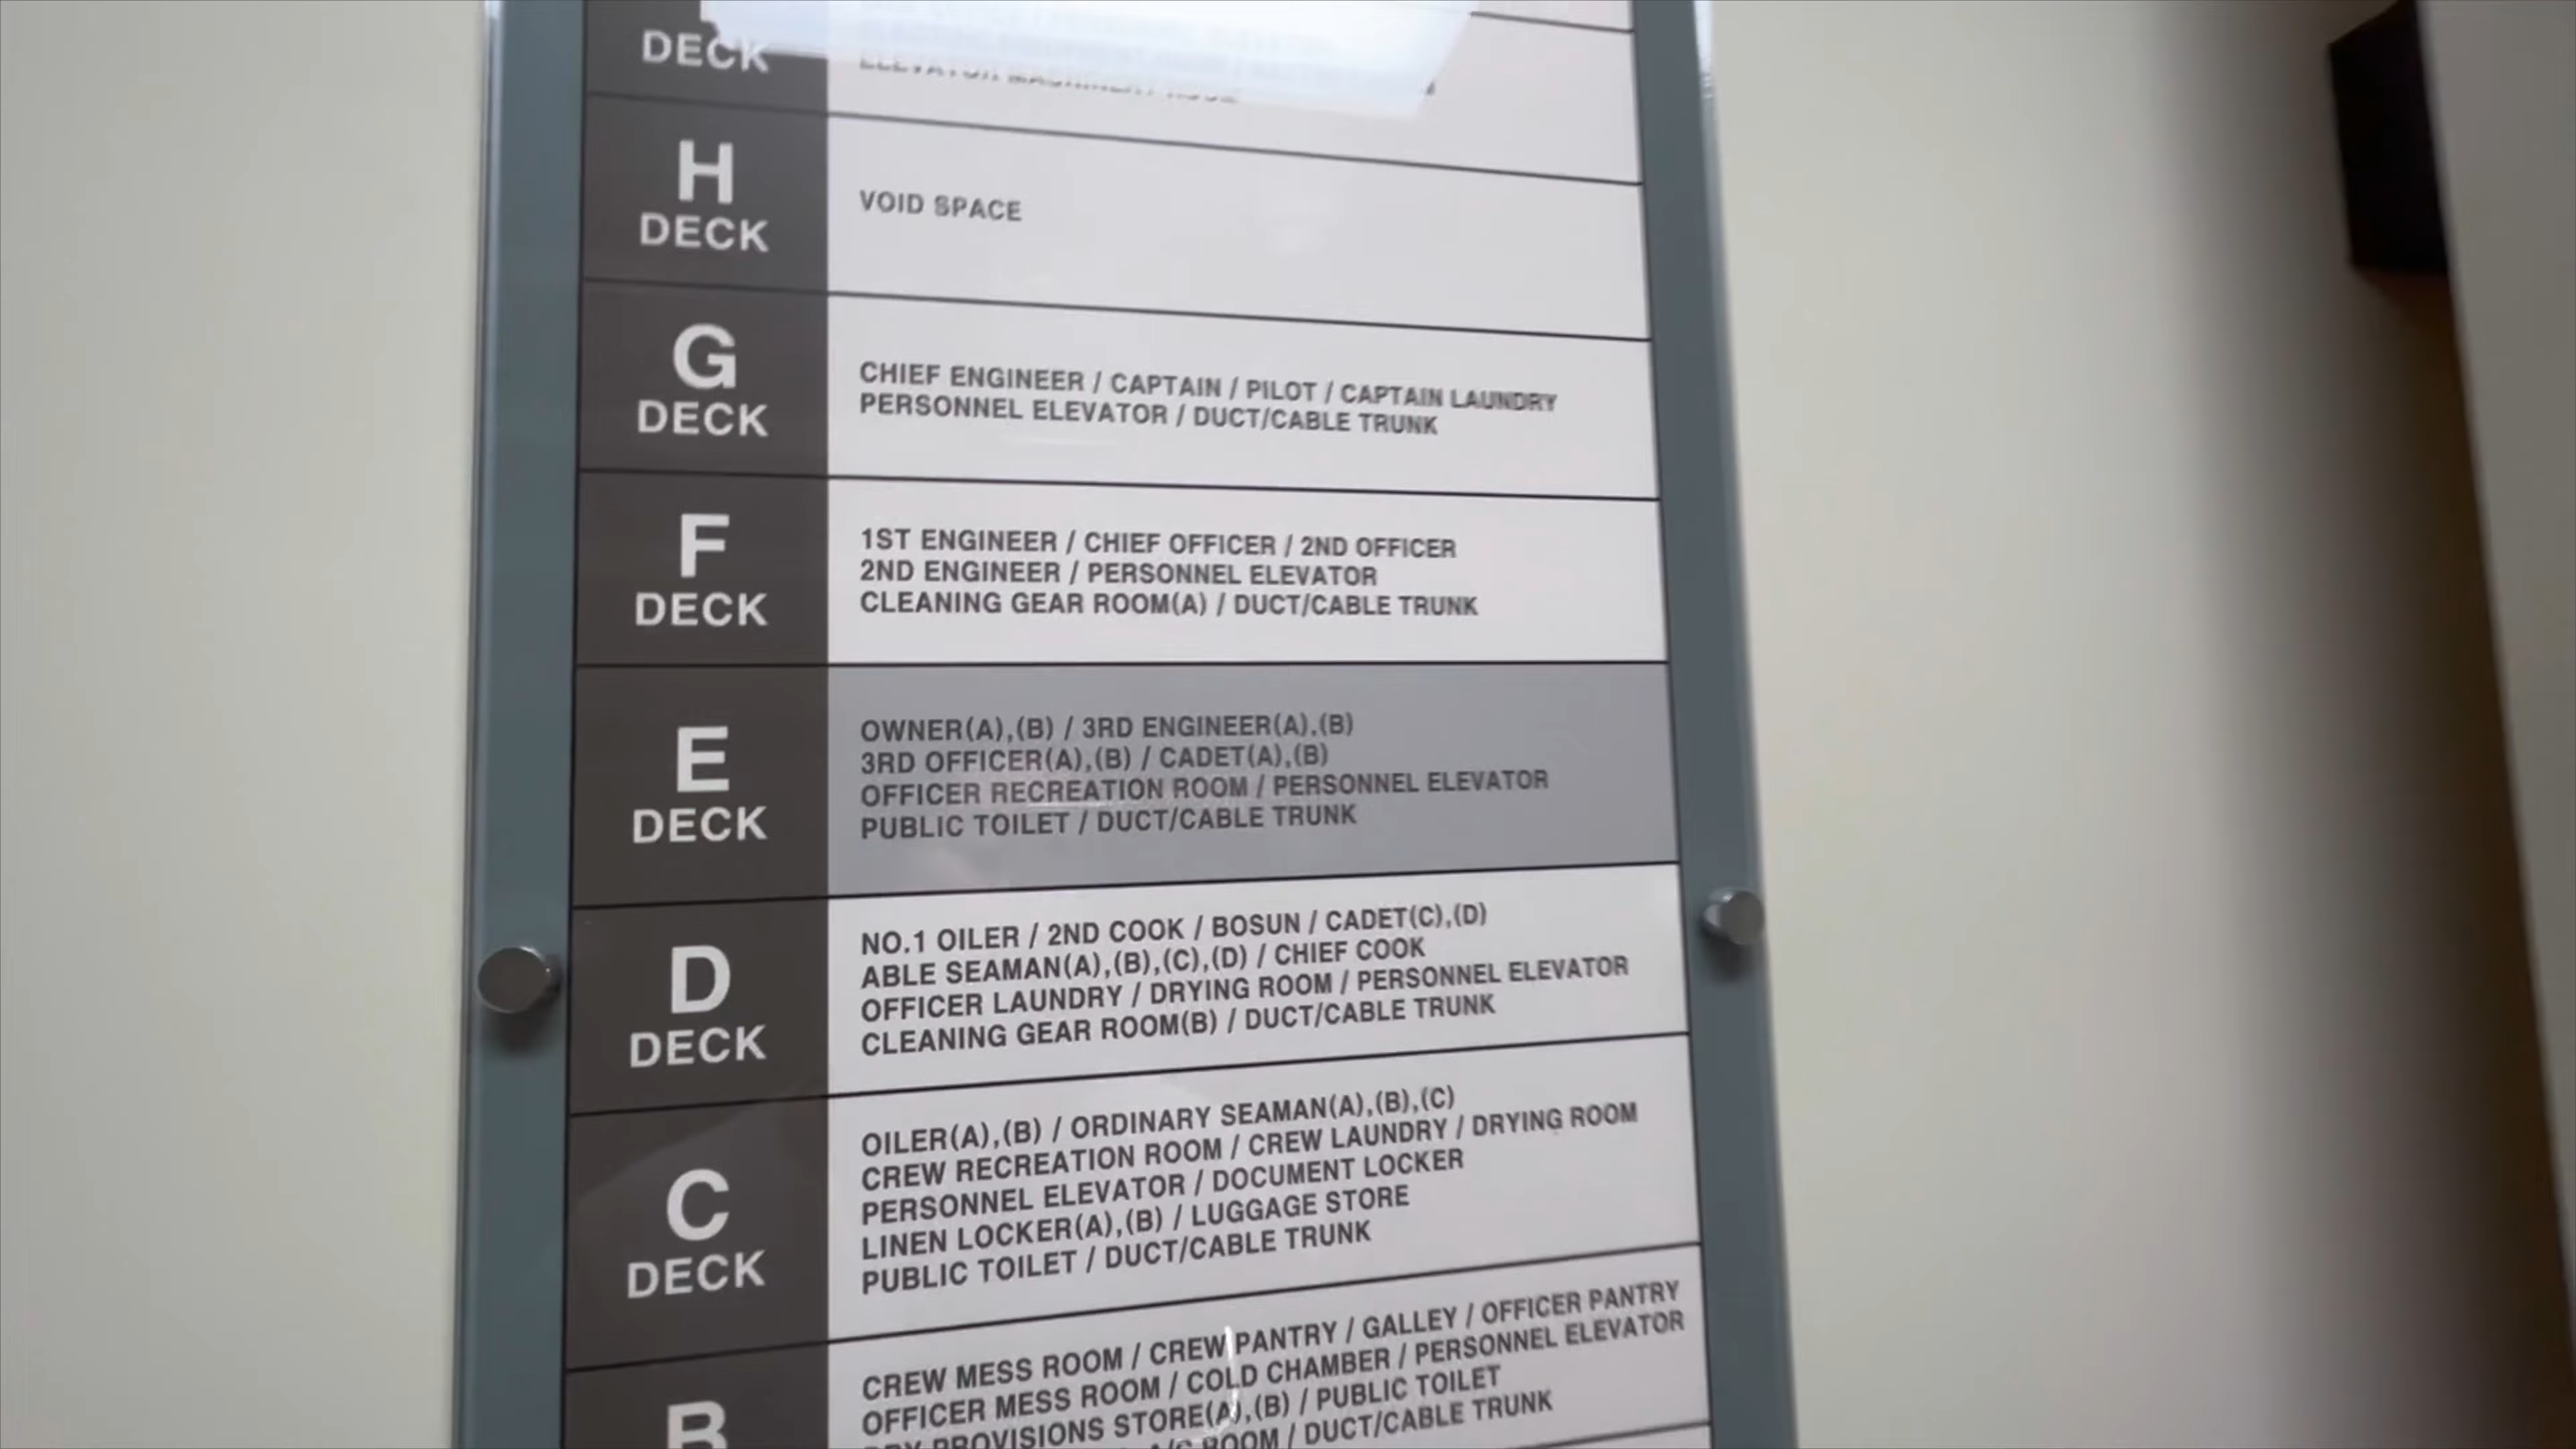 DECK
ELEVATOR MACHINERY ROOM
H
DECK
VOID SPACE
G
DECK
CHIEF ENGINEER / CAPTAIN / PILOT / CAPTAIN LAUNDRY
PERSONNEL ELEVATOR / DUCT/CABLE TRUNK
F
DECK
1ST ENGINEER / CHIEF OFFICER / 2ND OFFICER
2ND ENGINEER / PERSONNEL ELEVATOR
CLEANING GEAR ROOM(A) / DUCT/CABLE TRUNK
E
DECK
OWNER(A),(B) / 3RD ENGINEER(A),(B)
3RD OFFICER(A),(B) / CADET(A),(B)
OFFICER RECREATION ROOM / PERSONNEL ELEVATOR
PUBLIC TOILET / DUCT/CABLE TRUNK
D
DECK
NO.1 OILER / 2ND COOK / BOSUN / CADET(C),(D)
ABLE SEAMAN(A),(B),(C),(D) / CHIEF COOK
OFFICER LAUNDRY / DRYING ROOM / PERSONNEL ELEVATOR
CLEANING GEAR ROOM(B) / DUCT/CABLE TRUNK
C
DECK
OILER(A),(B) / ORDINARY SEAMAN(A),(B),(C)
CREW RECREATION ROOM / CREW LAUNDRY / DRYING ROOM
PERSONNEL ELEVATOR / DOCUMENT LOCKER
LINEN LOCKER(A),(B) / LUGGAGE STORE
PUBLIC TOILET / DUCT/CABLE TRUNK
B
CREW MESS ROOM / CREW PANTRY / GALLEY / OFFICER PANTRY
OFFICER MESS ROOM / COLD CHAMBER / PERSONNEL ELEVATOR
DRY PROVISIONS STORE(A),(B) / PUBLIC TOILET
A/C ROOM / DUCT/CABLE TRUNK